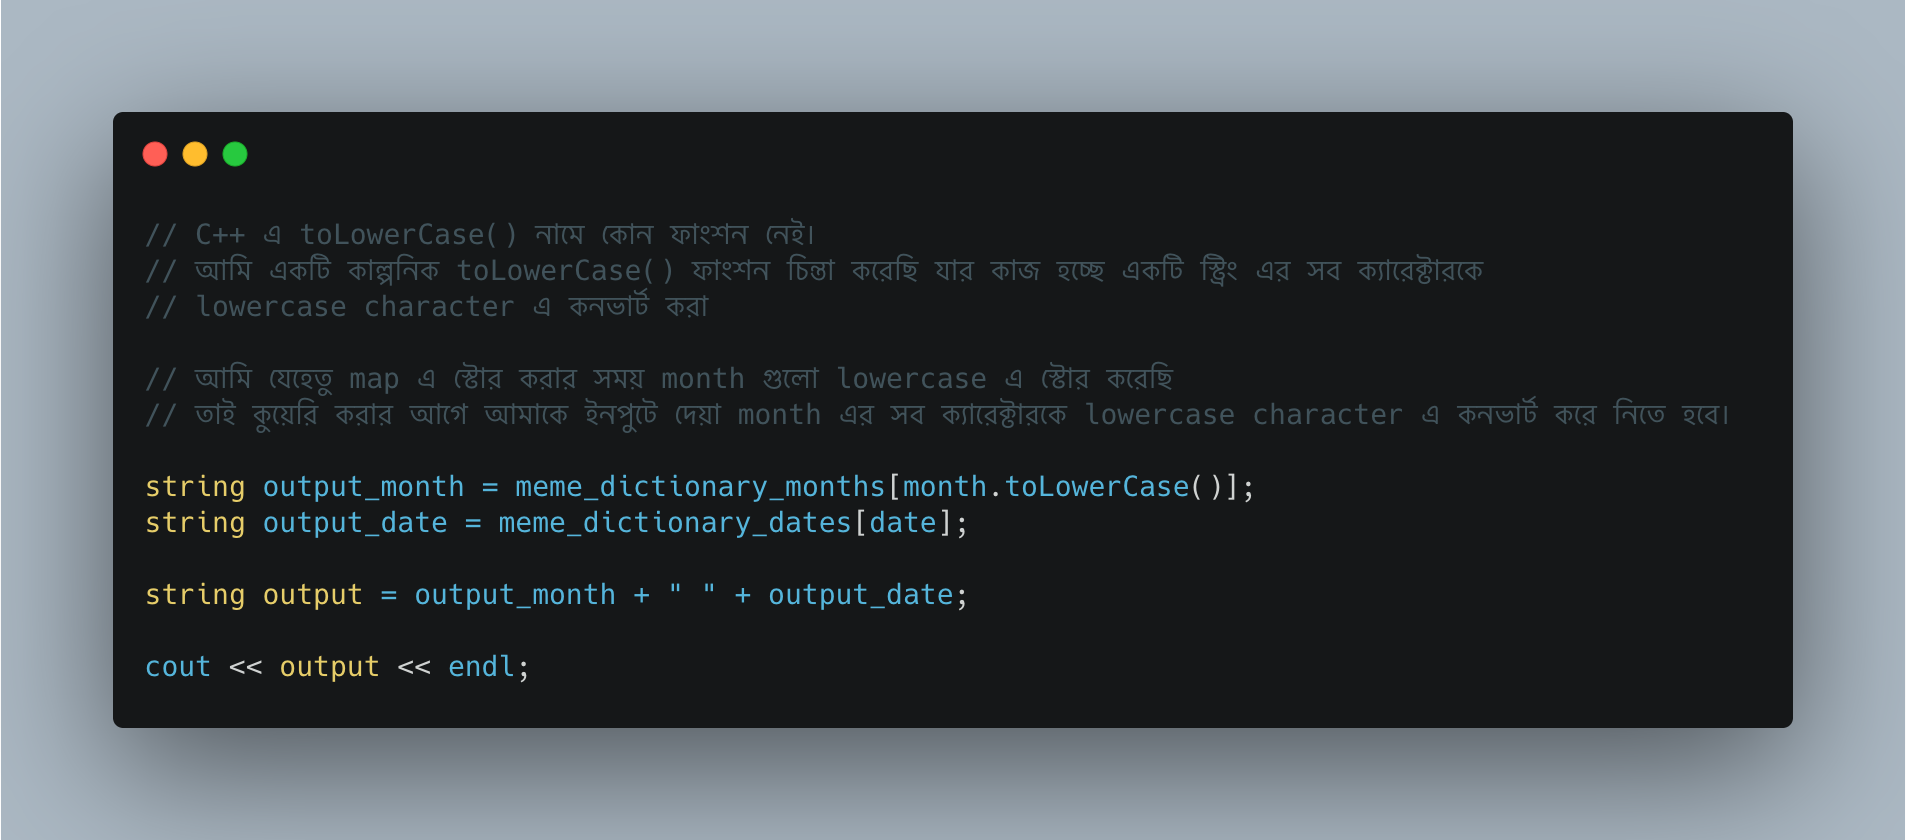 // C++ এ toLowerCase() নামে কোন ফাংশন নেই।
// আমি একটি কাল্পনিক toLowerCase() ফাংশন চিন্তা করেছি যার কাজ হচ্ছে একটি স্ট্রিং এর সব ক্যারেক্টারকে
// lowercase character এ কনভার্ট করা
// আমি যেহেতু map এ স্টোর করার সময় month গুলো lowercase এ স্টোর করেছি
// তাই কুয়েরি করার আগে আমাকে ইনপুটে দেয়া month এর সব ক্যারেক্টারকে lowercase character এ কনভার্ট করে নিতে হবে।
string output_month = meme_dictionary_months[month.toLowerCase()];
string output_date = meme_dictionary_dates[date];
string output = output_month + " " + output_date;
cout << output << endl;